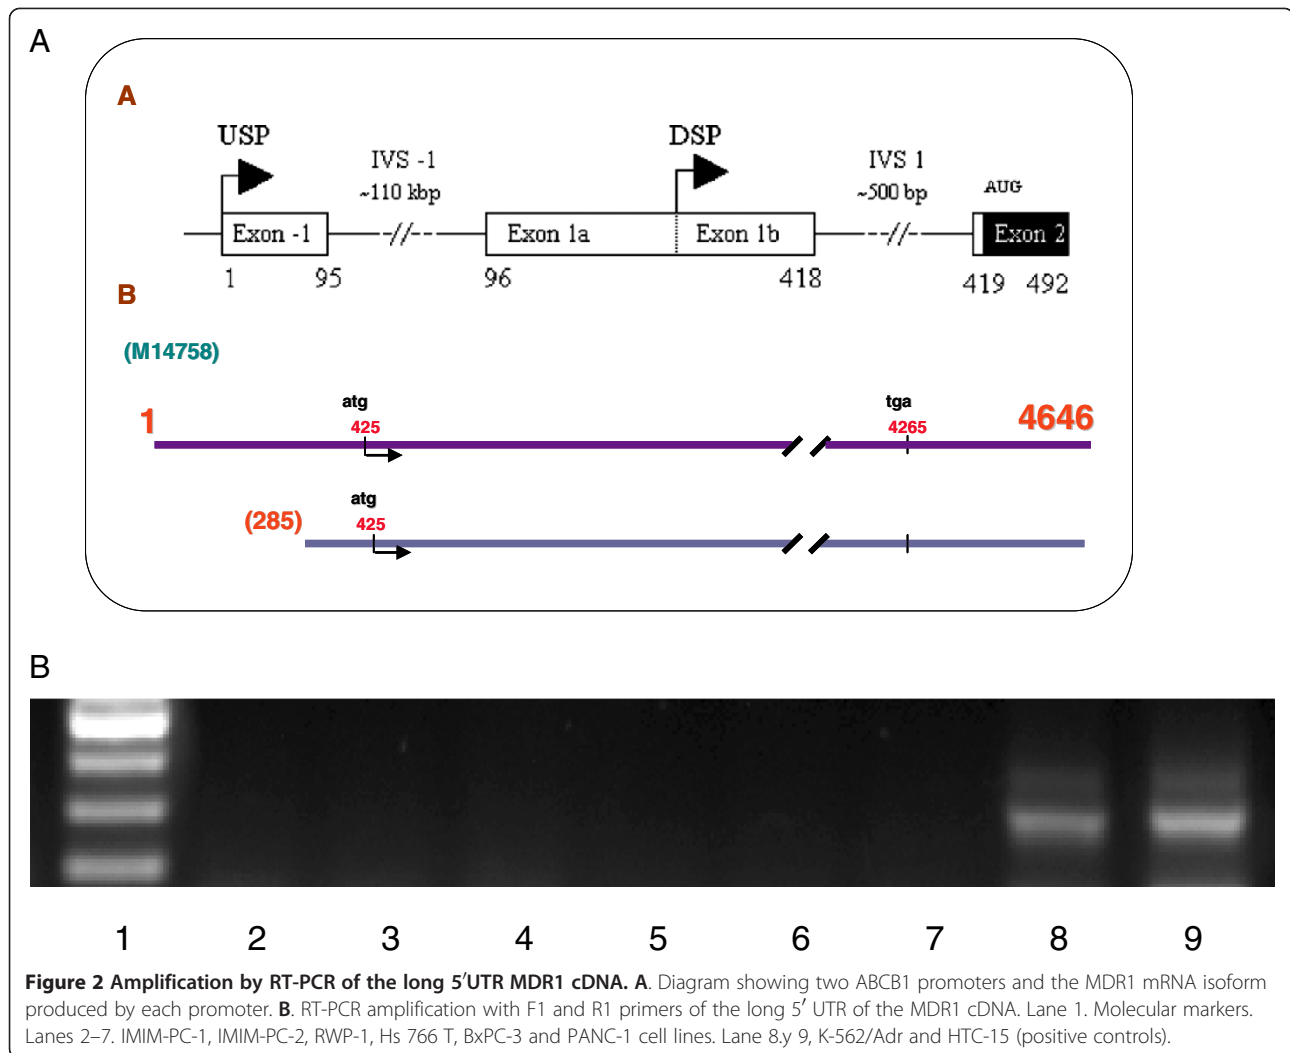 A
A
USP
DSP
IVS -1
~110 kbp
IVS 1
~500 bp
AUG
Exon -1
Exon 1a
Exon 1b
Exon 2
1
95
96
418
419
492
B
(M14758)
1
atg
425
tga
4265
4646
(285)
atg
425
B
1 2 3 4 5 6 7 8 9
Figure 2 Amplification by RT-PCR of the long 5′UTR MDR1 cDNA. A. Diagram showing two ABCB1 promoters and the MDR1 mRNA isoform
produced by each promoter. B. RT-PCR amplification with F1 and R1 primers of the long 5′ UTR of the MDR1 cDNA. Lane 1. Molecular markers.
Lanes 2–7. IMIM-PC-1, IMIM-PC-2, RWP-1, Hs 766 T, BxPC-3 and PANC-1 cell lines. Lane 8.y 9, K-562/Adr and HTC-15 (positive controls).